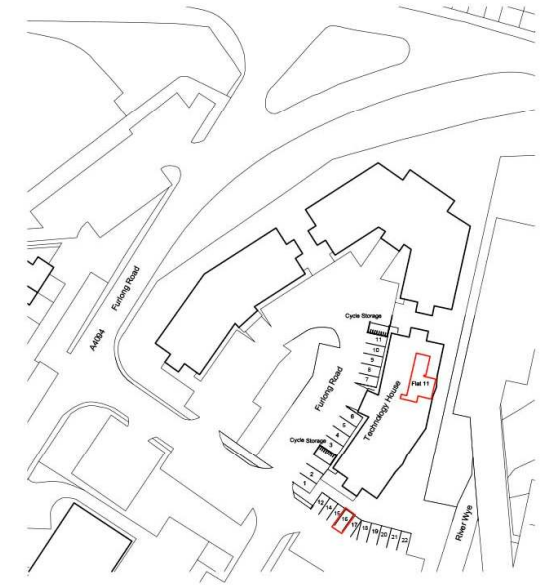 Furlong Road
A4094
Cycle Storage
11
10
9
8
7
Flat 11
Furlong Road
Technology House
6
5
4
Cycle Storage
3
2
1
12
14
15
16
17
18
19
20
21
22
River Wye